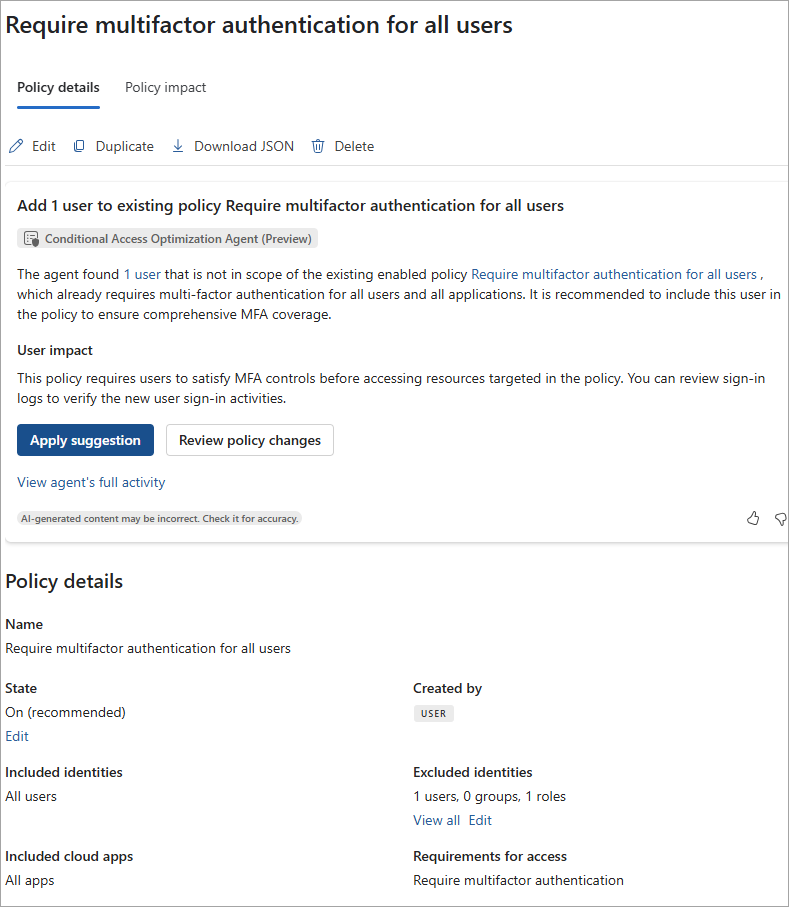 Require multifactor authentication for all users
Policy details Policy impact
Edit Duplicate Download JSON Delete
Add 1 user to existing policy Require multifactor authentication for all users
Conditional Access Optimization Agent (Preview)
The agent found 1 user that is not in scope of the existing enabled policy Require multifactor authentication for all users ,
which already requires multi-factor authentication for all users and all applications. It is recommended to include this user in
the policy to ensure comprehensive MFA coverage.
User impact
This policy requires users to satisfy MFA controls before accessing resources targeted in the policy. You can review sign-in
logs to verify the new user sign-in activities.
Apply suggestion Review policy changes
View agent's full activity
AI-generated content may be incorrect. Check it for accuracy.
Policy details
Name
Require multifactor authentication for all users
State Created by
On (recommended) USER
Edit
Included identities Excluded identities
All users 1 users, 0 groups, 1 roles
View all Edit
Included cloud apps Requirements for access
All apps Require multifactor authentication